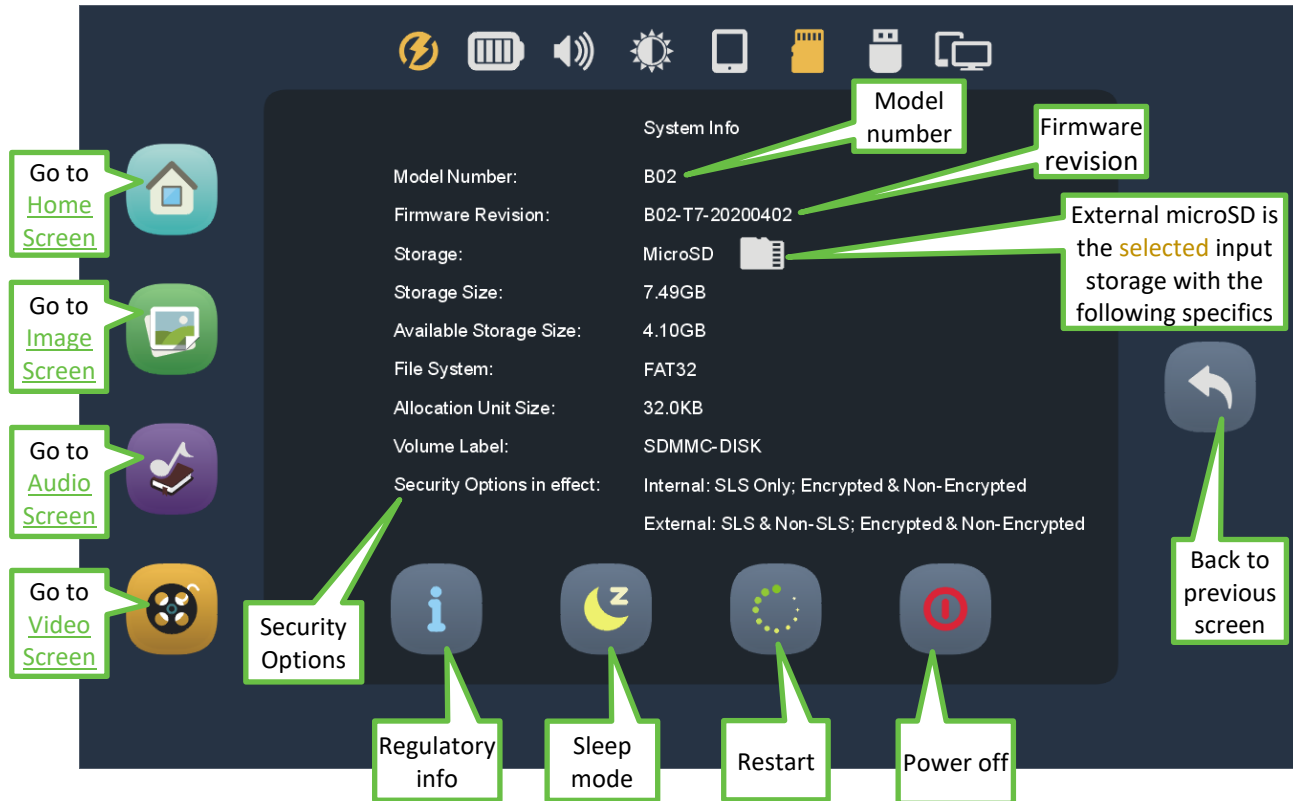 Model
number
Firmware
revision
System Info
Go to
Home
Screen
Model Number: B02
Firmware Revision: B02-T7-20200402
Storage: MicroSD
External microSD is
the selected input
storage with the
following specifics
Go to
Image
Screen
Storage Size: 7.49GB
Available Storage Size: 4.10GB
File System: FAT32
Allocation Unit Size: 32.0KB
Volume Label: SDMMC-DISK
Go to
Audio
Screen
Security Options in effect: Internal: SLS Only; Encrypted & Non-Encrypted
External: SLS & Non-SLS; Encrypted & Non-Encrypted
Back to
previous
screen
Go to
Video
Screen
Security
Options
z
Regulatory
info
Sleep
mode
Restart
Power off